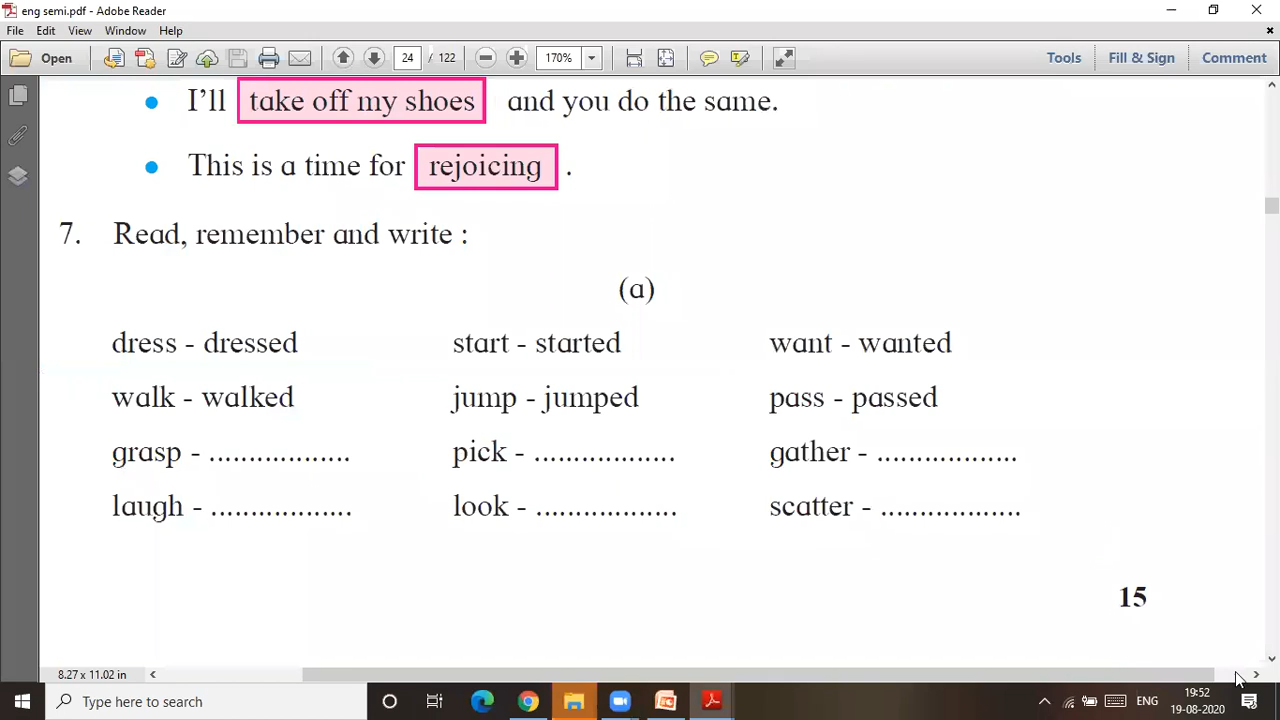 eng semi.pdf - Adobe Reader
File Edit View Window Help
Open 24 / 122 170% Tools Fill & Sign Comment
• I'll take off my shoes and you do the same.
• This is a time for rejoicing .
7. Read, remember and write :
(a)
dress - dressed start - started want - wanted
walk - walked jump - jumped pass - passed
grasp - .................. pick - .................. gather - ..................
laugh - .................. look - .................. scatter - ..................
15
8.27 x 11.02 in
Type here to search ENG 19:52
19-08-2020